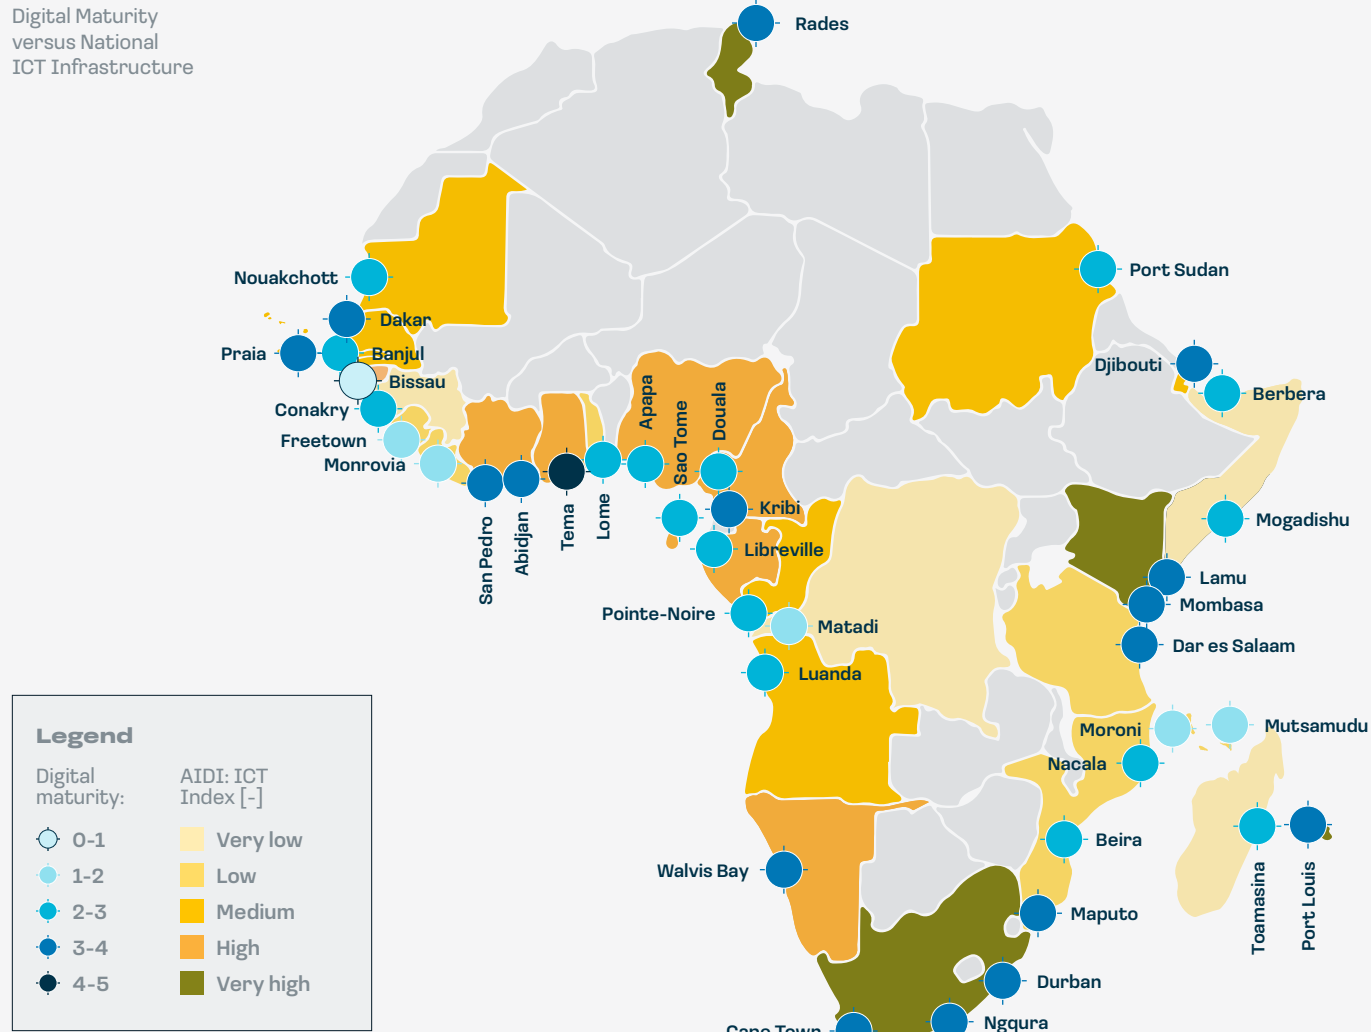 Digital Maturity
versus National
ICT Infrastructure
Rades
Nouakchott
Port Sudan
Dakar
Praia
Banjul
Djibouti
Bissau
Berbera
Conakry
Apapa
Sao Tome
Douala
Freetown
Monrovia
San Pedro
Abidjan
Tema
Lome
Kribi
Mogadishu
Libreville
Lamu
Mombasa
Pointe-Noire
Matadi
Dar es Salaam
Luanda
Moroni
Mutsamudu
Nacala
Beira
Walvis Bay
Toamasina
Port Louis
Maputo
Durban
Ngqura
Cape Town
Legend
Digital
maturity:
AIDI: ICT
Index [-]
0-1
Very low
1-2
Low
2-3
Medium
3-4
High
4-5
Very high